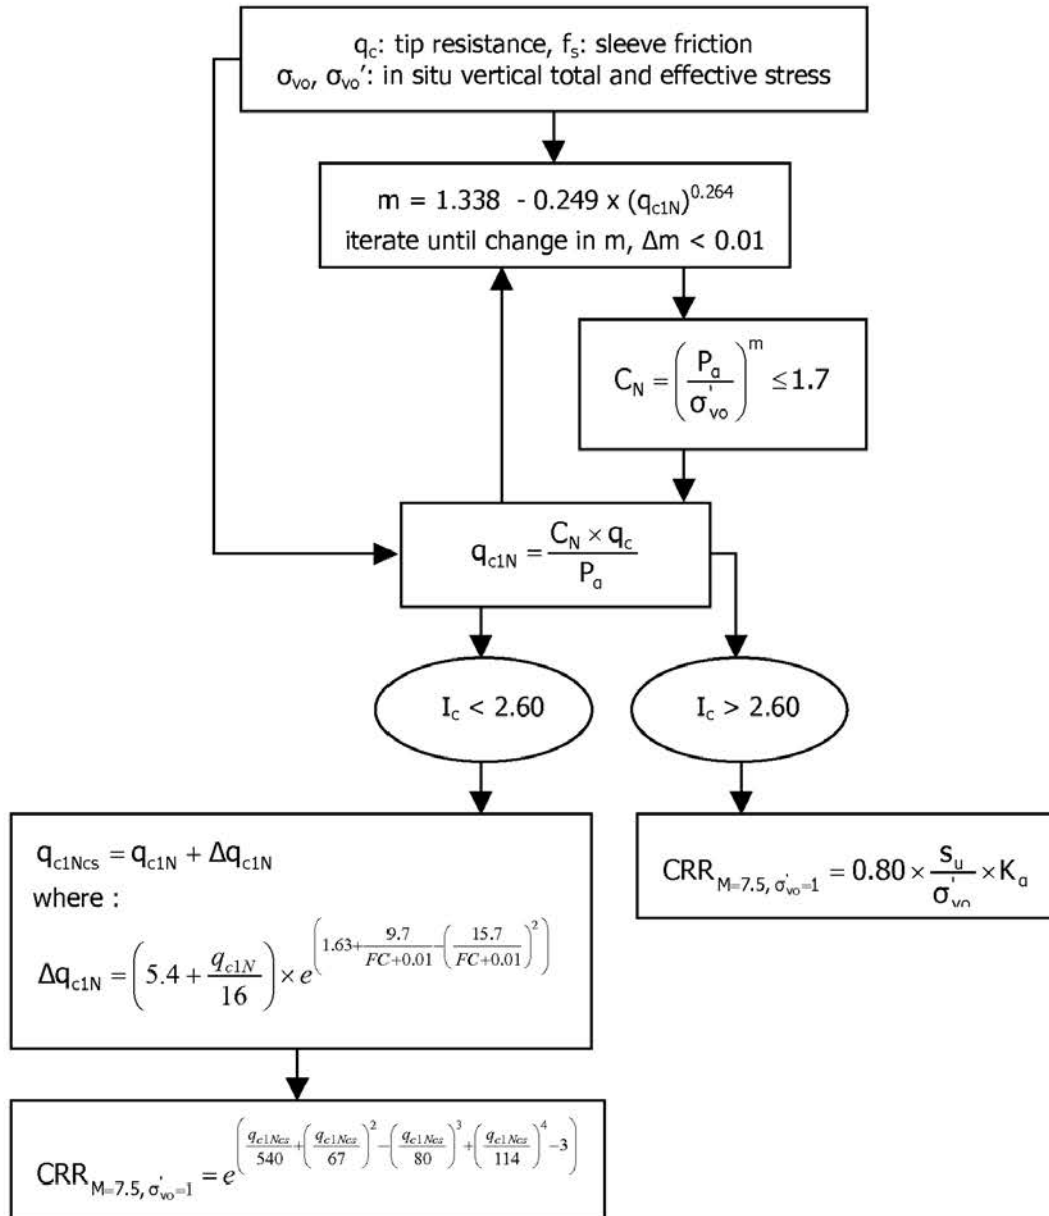 q_c: tip resistance, f_s: sleeve friction
σ_vo, σ_vo': in situ vertical total and effective stress
m = 1.338 - 0.249 x (q_c1N)^0.264
iterate until change in m, Δm < 0.01
C_N = (P_a / σ'_vo)^m ≤ 1.7
q_c1N = (C_N × q_c) / P_a
I_c < 2.60
I_c > 2.60
q_c1Ncs = q_c1N + Δq_c1N
where :
Δq_c1N = (5.4 + q_c1N / 16) × e^(1.63 + 9.7 / (FC+0.01) - (15.7 / (FC+0.01))^2)
CRR_M=7.5, σ'_vo=1 = 0.80 × s_u / σ'_vo × K_α
CRR_M=7.5, σ'_vo=1 = e^(q_c1Ncs / 540 + (q_c1Ncs / 67)^2 - (q_c1Ncs / 80)^3 + (q_c1Ncs / 114)^4 - 3)